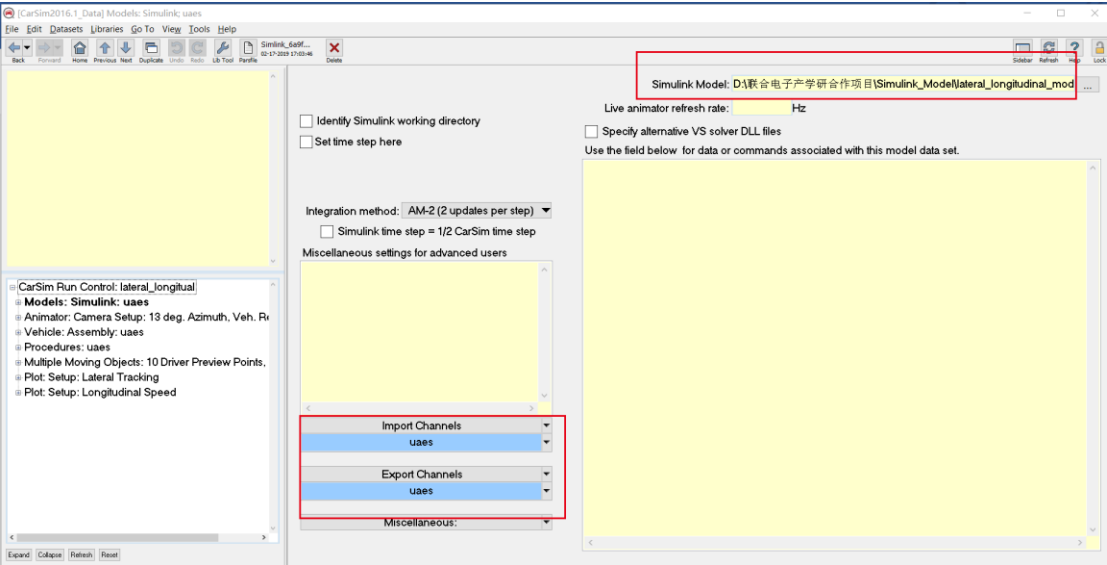 [CarSim2016.1_Data] Models: Simulink; uaes
File Edit Datasets Libraries Go To View Tools Help
Back Forward Home Previous Next Duplicate Undo Redo Lib Tool Parsfile
Simlink_6a9f...
02-17-2019 17:03:46
Delete
Sidebar Refresh Help Lock
Simulink Model: D:\联合电子产学研合作项目\Simulink_Model\lateral_longitudinal_mod ...
Live animator refresh rate: Hz
Identify Simulink working directory
Specify alternative VS solver DLL files
Set time step here
Use the field below for data or commands associated with this model data set.
Integration method: AM-2 (2 updates per step)
Simulink time step = 1/2 CarSim time step
Miscellaneous settings for advanced users
CarSim Run Control: lateral_longitual
Models: Simulink: uaes
Animator: Camera Setup: 13 deg. Azimuth, Veh. Re
Vehicle: Assembly: uaes
Procedures: uaes
Multiple Moving Objects: 10 Driver Preview Points,
Plot: Setup: Lateral Tracking
Plot: Setup: Longitudinal Speed
Import Channels
uaes
Export Channels
uaes
Miscellaneous:
Expand Collapse Refresh Reset